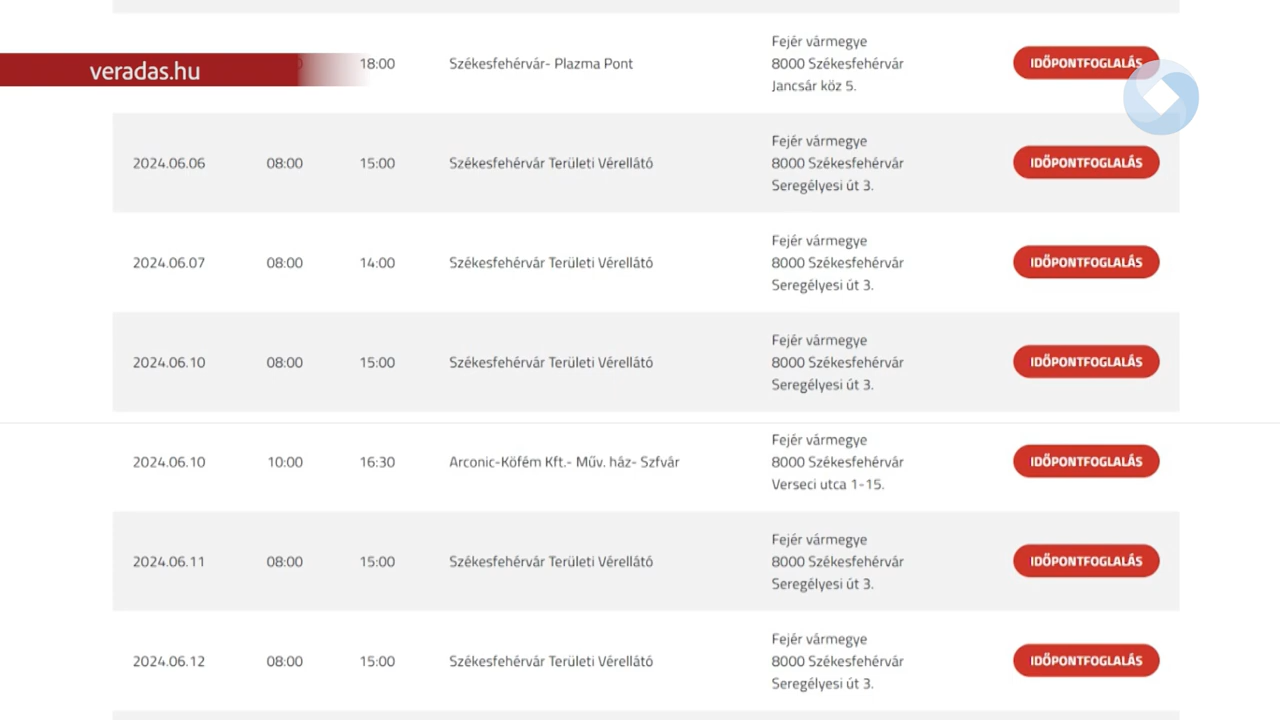 veradas.hu
18:00 Székesfehérvár- Plazma Pont Fejér vármegye
8000 Székesfehérvár
Jancsár köz 5. IDŐPONTFOGLALÁS
2024.06.06 08:00 15:00 Székesfehérvár Területi Vérellátó Fejér vármegye
8000 Székesfehérvár
Seregélyesi út 3. IDŐPONTFOGLALÁS
2024.06.07 08:00 14:00 Székesfehérvár Területi Vérellátó Fejér vármegye
8000 Székesfehérvár
Seregélyesi út 3. IDŐPONTFOGLALÁS
2024.06.10 08:00 15:00 Székesfehérvár Területi Vérellátó Fejér vármegye
8000 Székesfehérvár
Seregélyesi út 3. IDŐPONTFOGLALÁS
2024.06.10 10:00 16:30 Arconic-Köfém Kft.- Műv. ház- Szfvár Fejér vármegye
8000 Székesfehérvár
Verseci utca 1-15. IDŐPONTFOGLALÁS
2024.06.11 08:00 15:00 Székesfehérvár Területi Vérellátó Fejér vármegye
8000 Székesfehérvár
Seregélyesi út 3. IDŐPONTFOGLALÁS
2024.06.12 08:00 15:00 Székesfehérvár Területi Vérellátó Fejér vármegye
8000 Székesfehérvár
Seregélyesi út 3. IDŐPONTFOGLALÁS